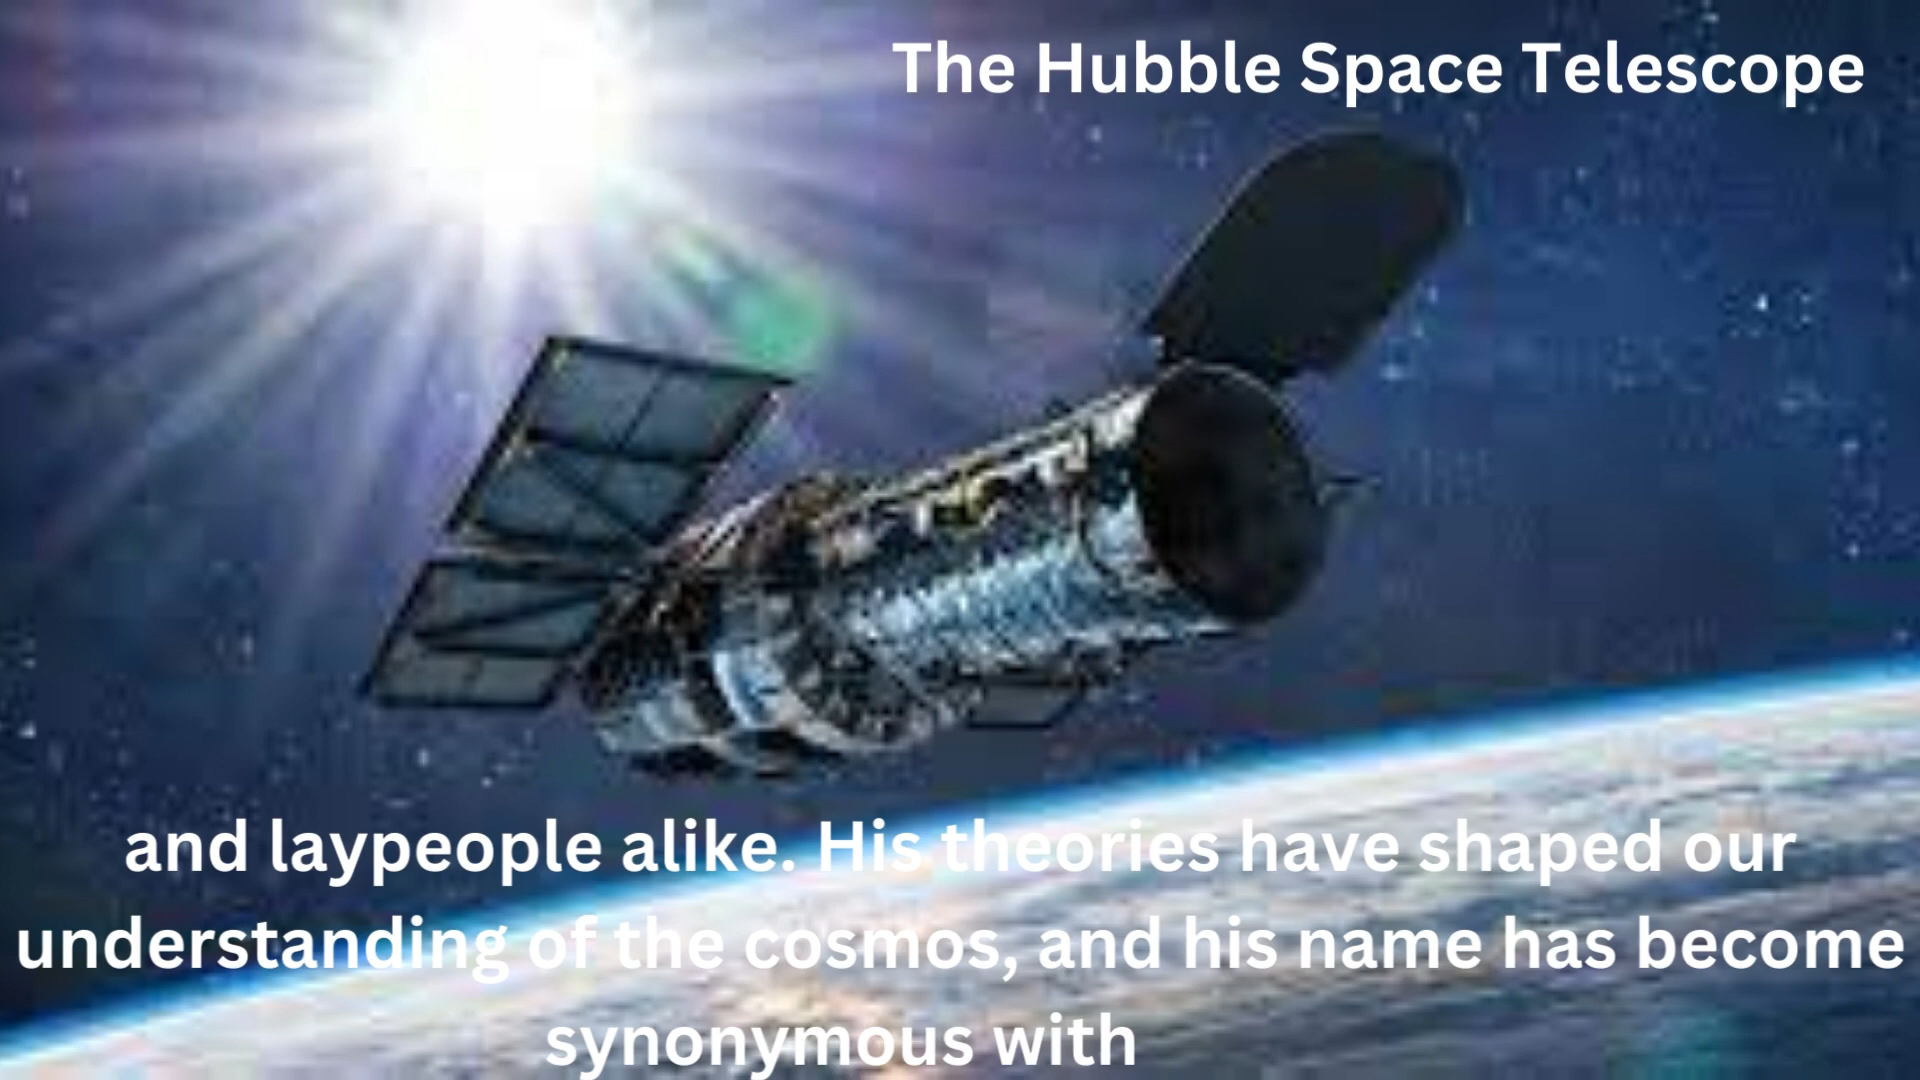 The Hubble Space Telescope
and laypeople alike. His theories have shaped our
understanding of the cosmos, and his name has become
synonymous with